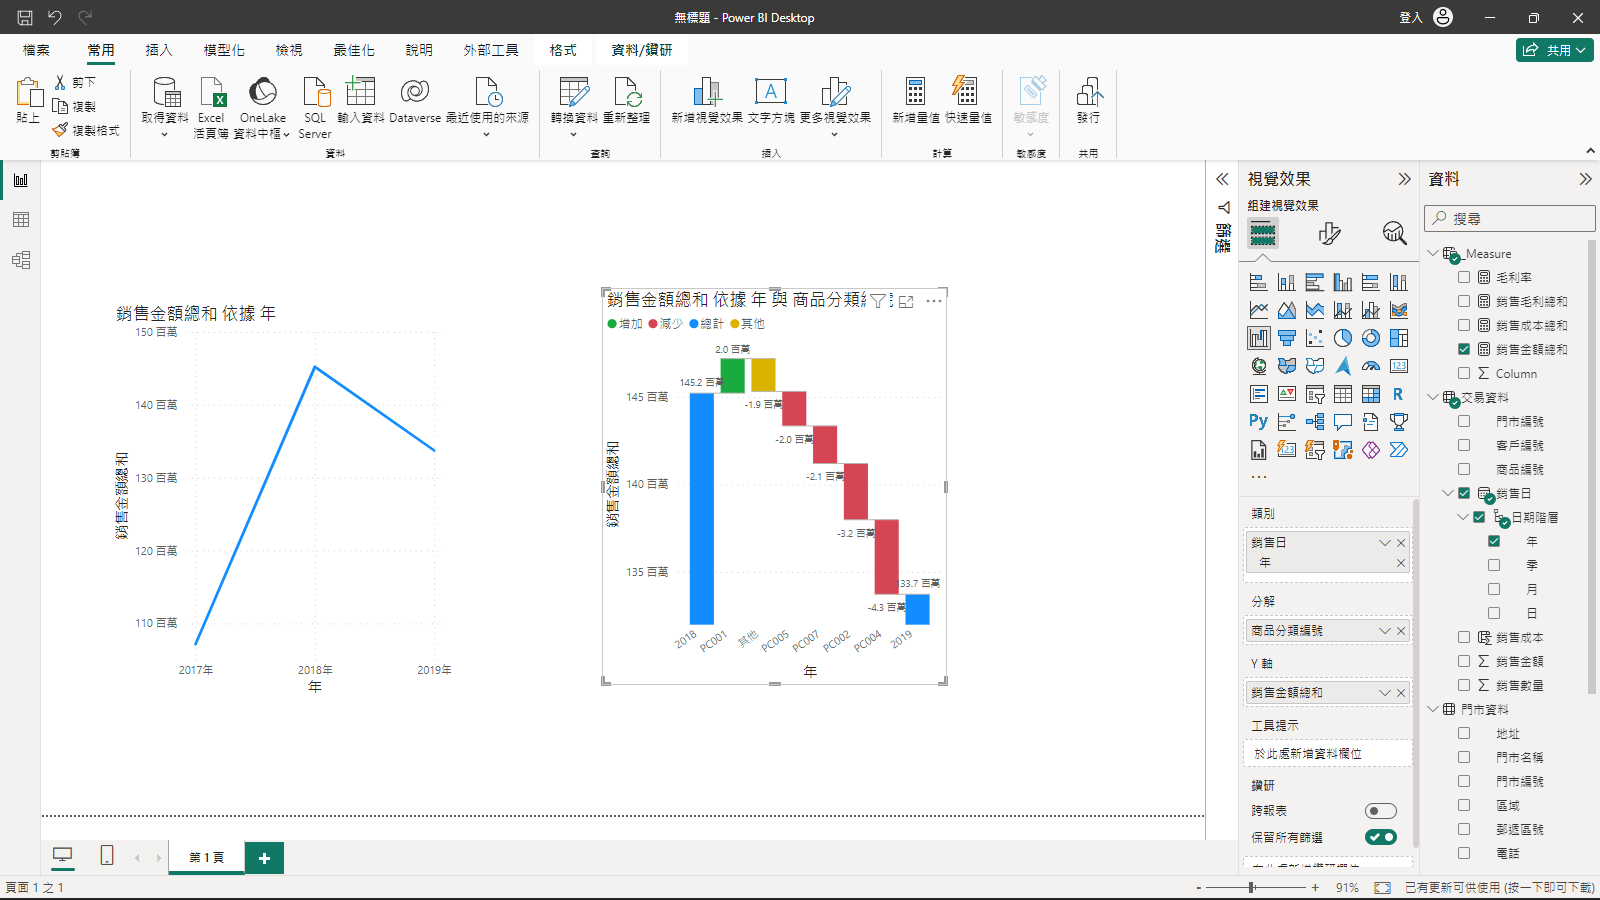 無標題 - Power BI Desktop
登入
檔案 常用 插入 模型化 檢視 最佳化 說明 外部工具 格式 資料/鑽研
共用
貼上
剪下
複製
複製格式
剪貼簿
取得資料
Excel
活頁簿
OneLake
資料中樞
SQL
Server
輸入資料
Dataverse
最近使用的來源
資料
轉換資料
重新整理
查詢
新增視覺效果
文字方塊
更多視覺效果
插入
新增量值
快速量值
計算
敏感度
敏感度
發行
共用
銷售金額總和 依據 年
150 百萬
140 百萬
130 百萬
120 百萬
110 百萬
銷售金額總和
2017年 2018年 2019年
年
銷售金額總和 依據 年 與 商品分類編號
增加 減少 總計 其他
145 百萬
140 百萬
135 百萬
銷售金額總和
145.2 百萬
2.0 百萬
-1.9 百萬
-2.0 百萬
-2.1 百萬
-3.2 百萬
-4.3 百萬
133.7 百萬
2018 PC001 其他 PC005 PC007 PC002 PC004 2019
年
篩選
視覺效果
組建視覺效果
123
R
Py
123
類別
銷售日
年
分解
商品分類編號
Y 軸
銷售金額總和
工具提示
於此處新增資料欄位
鑽研
跨報表
保留所有篩選
在此處新增鑽研欄位
資料
搜尋
_Measure
毛利率
銷售毛利總和
銷售成本總和
銷售金額總和
Column
交易資料
門市編號
客戶編號
商品編號
銷售日
日期階層
年
季
月
日
銷售成本
銷售金額
銷售數量
門市資料
地址
門市名稱
門市編號
區域
郵遞區號
電話
第 1 頁
頁面 1 之 1
- + 91%
已有更新可供使用 (按一下即可下載)